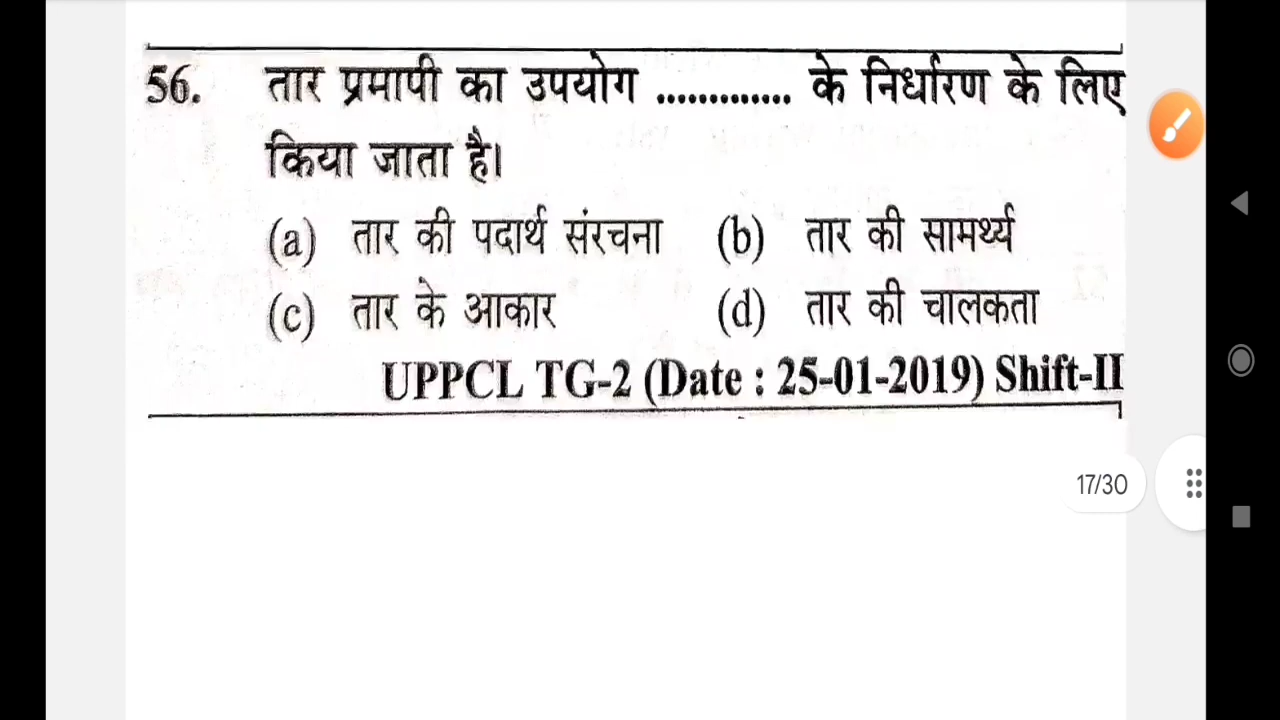 56. तार प्रमापी का उपयोग ............. के निर्धारण के लिए
किया जाता है।
(a) तार की पदार्थ संरचना (b) तार की सामर्थ्य
(c) तार के आकार (d) तार की चालकता
UPPCL TG-2 (Date : 25-01-2019) Shift-II
17/30